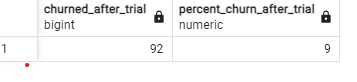 churned_after_trial percent_churn_after_trial
bigint numeric
1 92 9